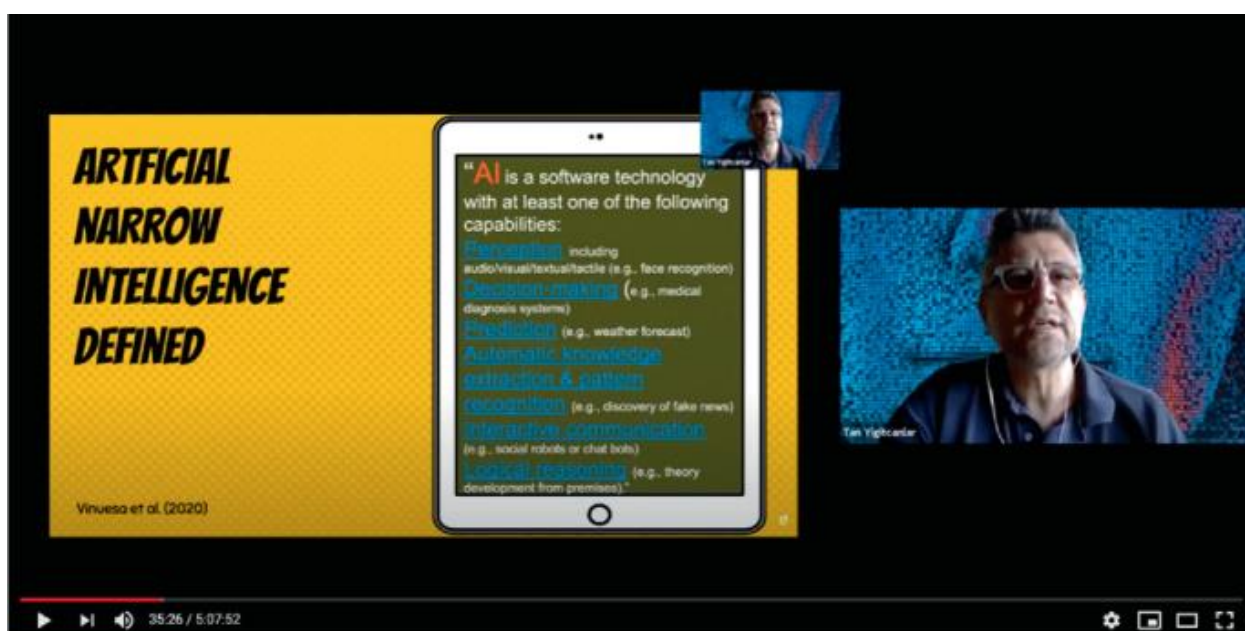 ARTFICIAL
NARROW
INTELLIGENCE
DEFINED
Vinuesa et al. (2020)
"AI is a software technology
with at least one of the following
capabilities:
Perception including
audio/visual/textual/tactile (e.g., face recognition)
Decision-making (e.g., medical
diagnosis systems)
Prediction (e.g., weather forecast)
Automatic knowledge
extraction & pattern
recognition (e.g., discovery of fake news)
Interactive communication
(e.g., social robots or chat bots)
Logical reasoning (e.g., theory
development from premises)."
17
Tan Yigitcanlar
Tan Yigitcanlar
35:26 / 5:07:52